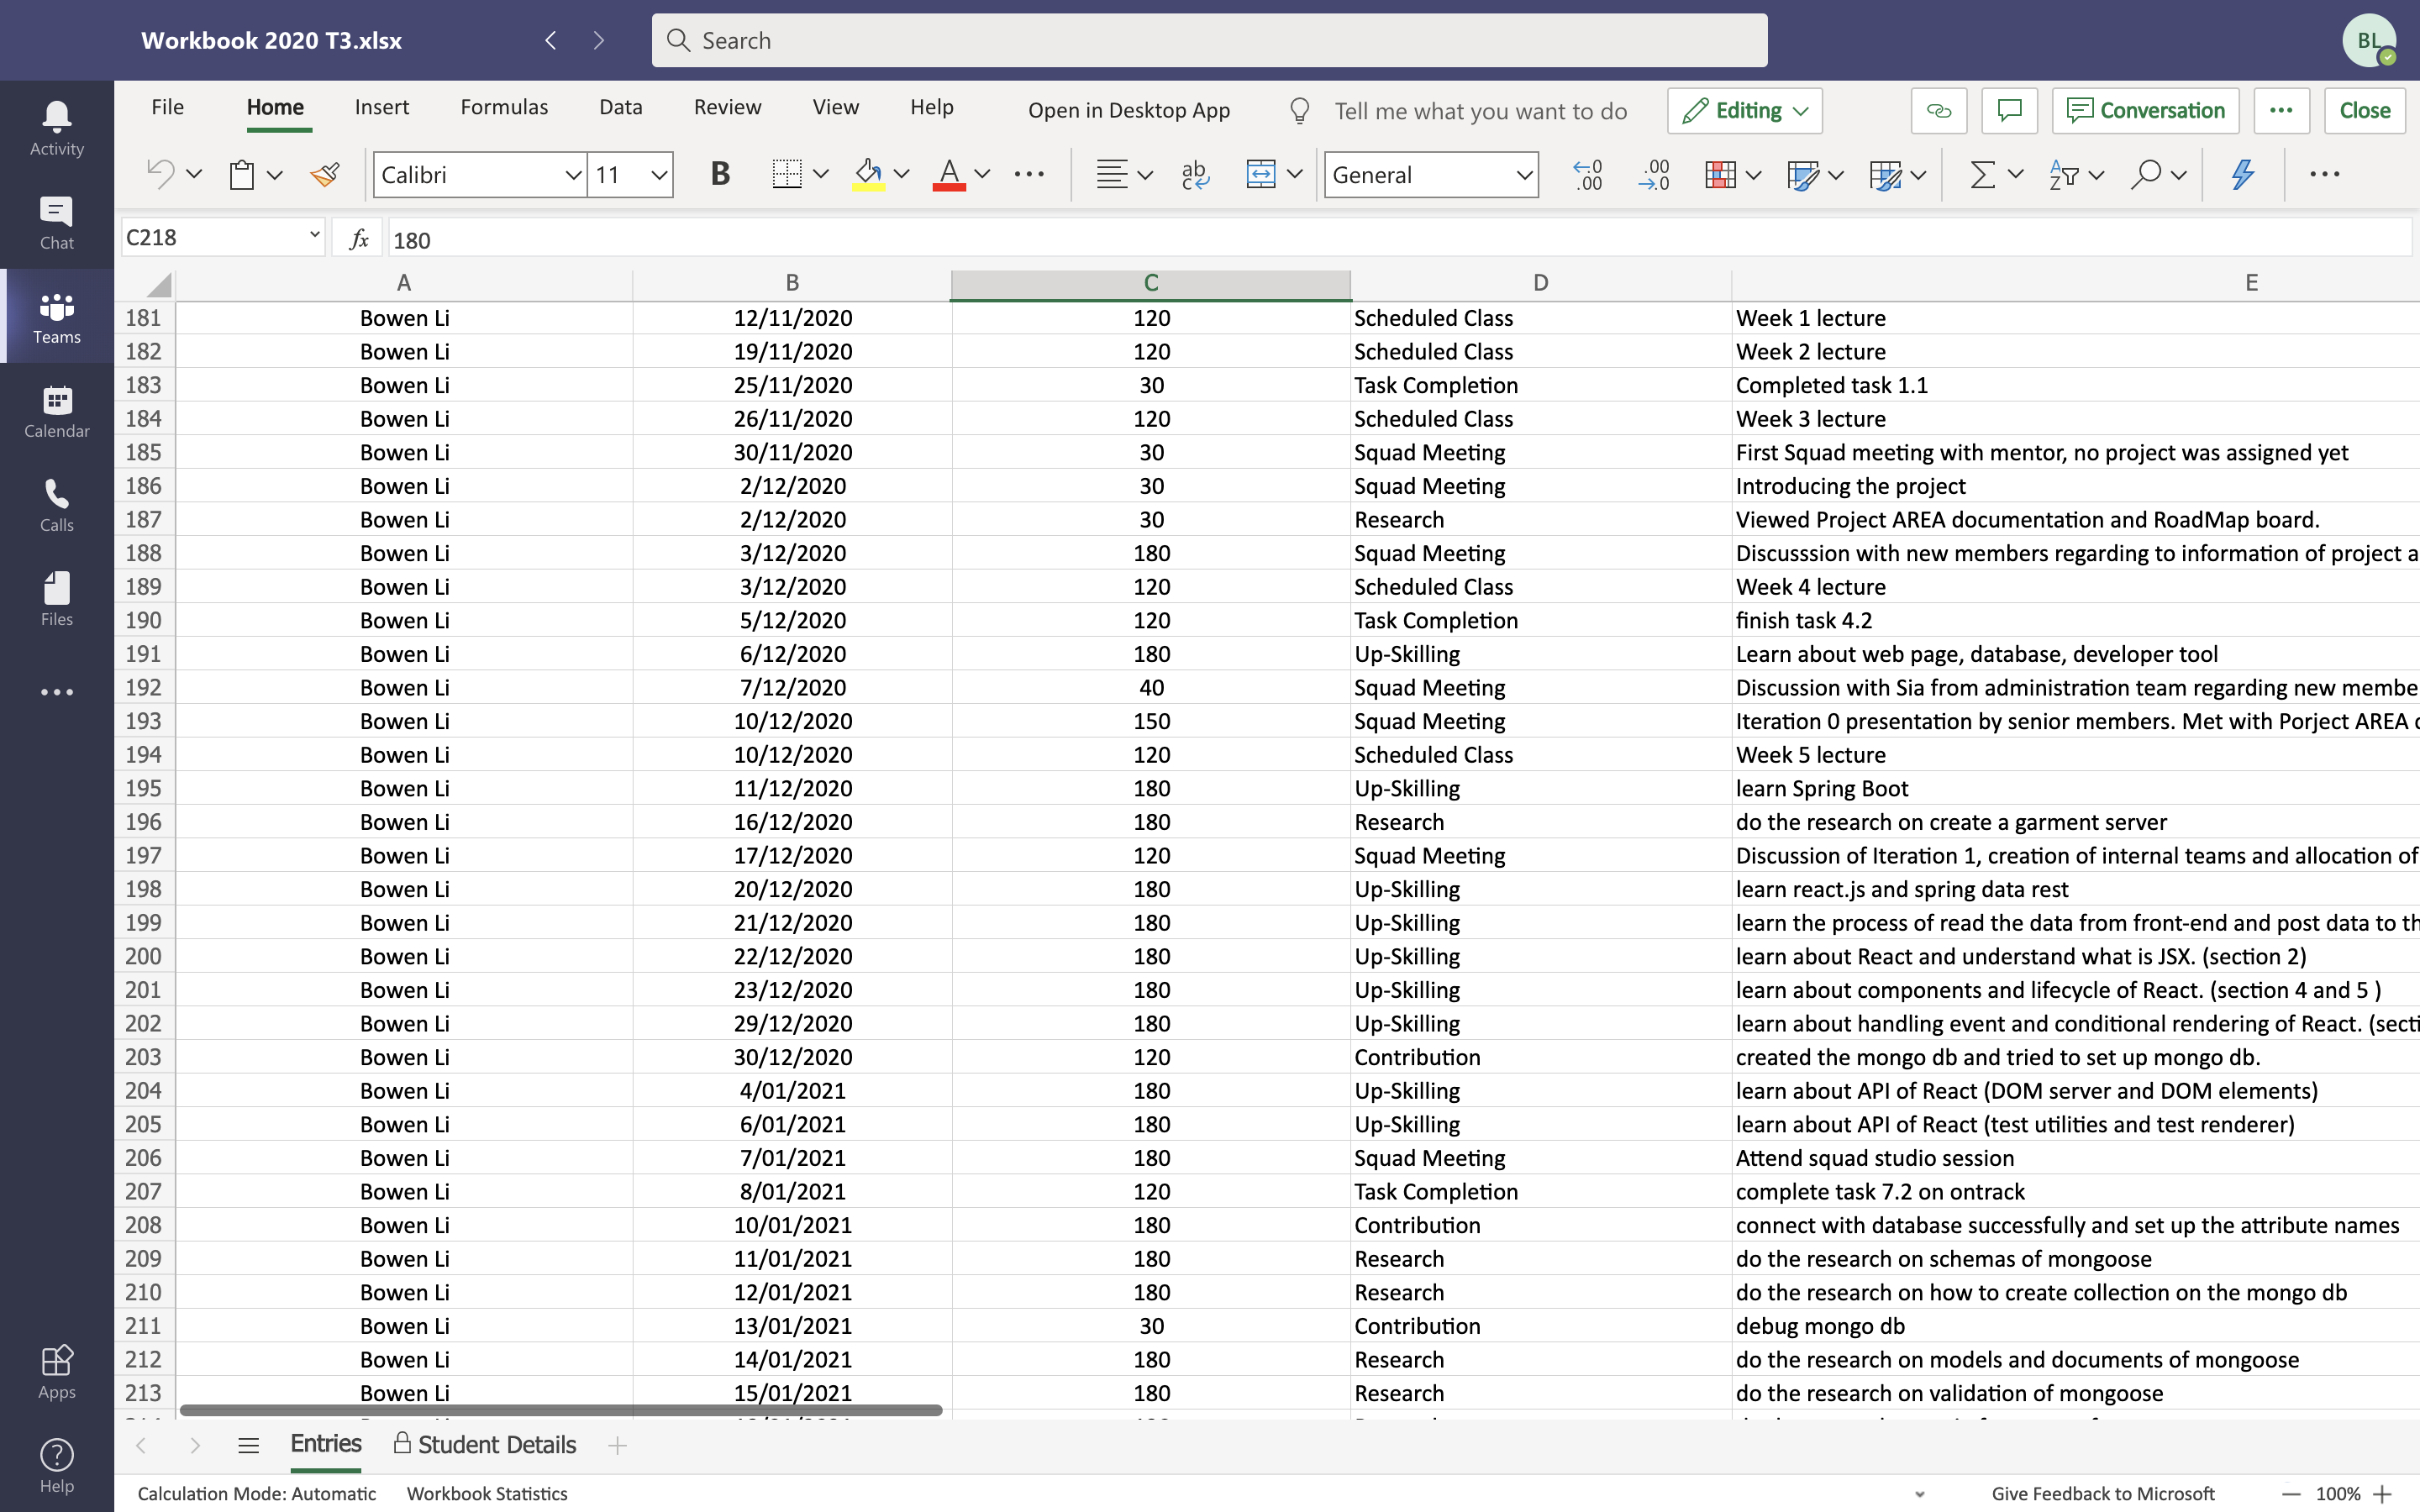 Workbook 2020 T3.xlsx Search BL
File Home Insert Formulas Data Review View Help Open in Desktop App Tell me what you want to do Editing Conversation Close
Calibri 11 B A ab c General .0 .00 .00 .0 A Z
C218 fx 180
Activity
Chat
Teams
Calendar
Calls
Files
Apps
Help
A B C D E
181 Bowen Li 12/11/2020 120 Scheduled Class Week 1 lecture
182 Bowen Li 19/11/2020 120 Scheduled Class Week 2 lecture
183 Bowen Li 25/11/2020 30 Task Completion Completed task 1.1
184 Bowen Li 26/11/2020 120 Scheduled Class Week 3 lecture
185 Bowen Li 30/11/2020 30 Squad Meeting First Squad meeting with mentor, no project was assigned yet
186 Bowen Li 2/12/2020 30 Squad Meeting Introducing the project
187 Bowen Li 2/12/2020 30 Research Viewed Project AREA documentation and RoadMap board.
188 Bowen Li 3/12/2020 180 Squad Meeting Discusssion with new members regarding to information of project a
189 Bowen Li 3/12/2020 120 Scheduled Class Week 4 lecture
190 Bowen Li 5/12/2020 120 Task Completion finish task 4.2
191 Bowen Li 6/12/2020 180 Up-Skilling Learn about web page, database, developer tool
192 Bowen Li 7/12/2020 40 Squad Meeting Discussion with Sia from administration team regarding new membe
193 Bowen Li 10/12/2020 150 Squad Meeting Iteration 0 presentation by senior members. Met with Porject AREA
194 Bowen Li 10/12/2020 120 Scheduled Class Week 5 lecture
195 Bowen Li 11/12/2020 180 Up-Skilling learn Spring Boot
196 Bowen Li 16/12/2020 180 Research do the research on create a garment server
197 Bowen Li 17/12/2020 120 Squad Meeting Discussion of Iteration 1, creation of internal teams and allocation of
198 Bowen Li 20/12/2020 180 Up-Skilling learn react.js and spring data rest
199 Bowen Li 21/12/2020 180 Up-Skilling learn the process of read the data from front-end and post data to th
200 Bowen Li 22/12/2020 180 Up-Skilling learn about React and understand what is JSX. (section 2)
201 Bowen Li 23/12/2020 180 Up-Skilling learn about components and lifecycle of React. (section 4 and 5 )
202 Bowen Li 29/12/2020 180 Up-Skilling learn about handling event and conditional rendering of React. (secti
203 Bowen Li 30/12/2020 120 Contribution created the mongo db and tried to set up mongo db.
204 Bowen Li 4/01/2021 180 Up-Skilling learn about API of React (DOM server and DOM elements)
205 Bowen Li 6/01/2021 180 Up-Skilling learn about API of React (test utilities and test renderer)
206 Bowen Li 7/01/2021 180 Squad Meeting Attend squad studio session
207 Bowen Li 8/01/2021 120 Task Completion complete task 7.2 on ontrack
208 Bowen Li 10/01/2021 180 Contribution connect with database successfully and set up the attribute names
209 Bowen Li 11/01/2021 180 Research do the research on schemas of mongoose
210 Bowen Li 12/01/2021 180 Research do the research on how to create collection on the mongo db
211 Bowen Li 13/01/2021 30 Contribution debug mongo db
212 Bowen Li 14/01/2021 180 Research do the research on models and documents of mongoose
213 Bowen Li 15/01/2021 180 Research do the research on validation of mongoose
Entries Student Details
Calculation Mode: Automatic Workbook Statistics Give Feedback to Microsoft 100%